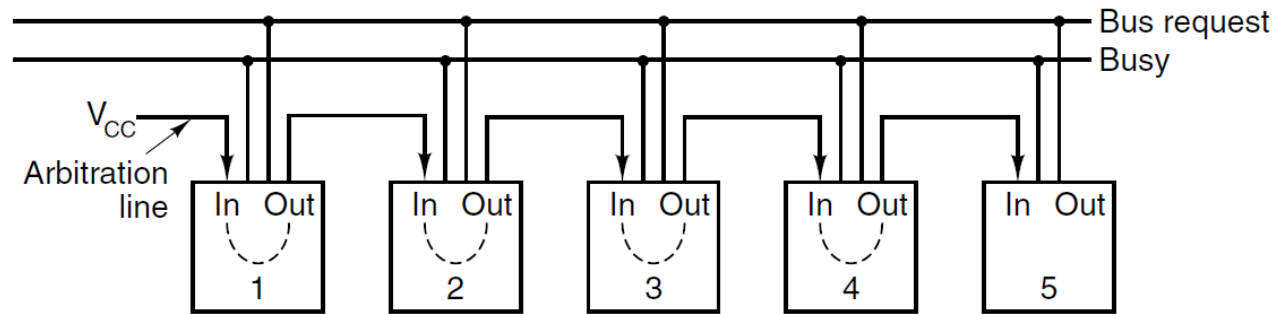 Bus request
Busy
VCC
Arbitration
line
In Out
In Out
In Out
In Out
In Out
1
2
3
4
5